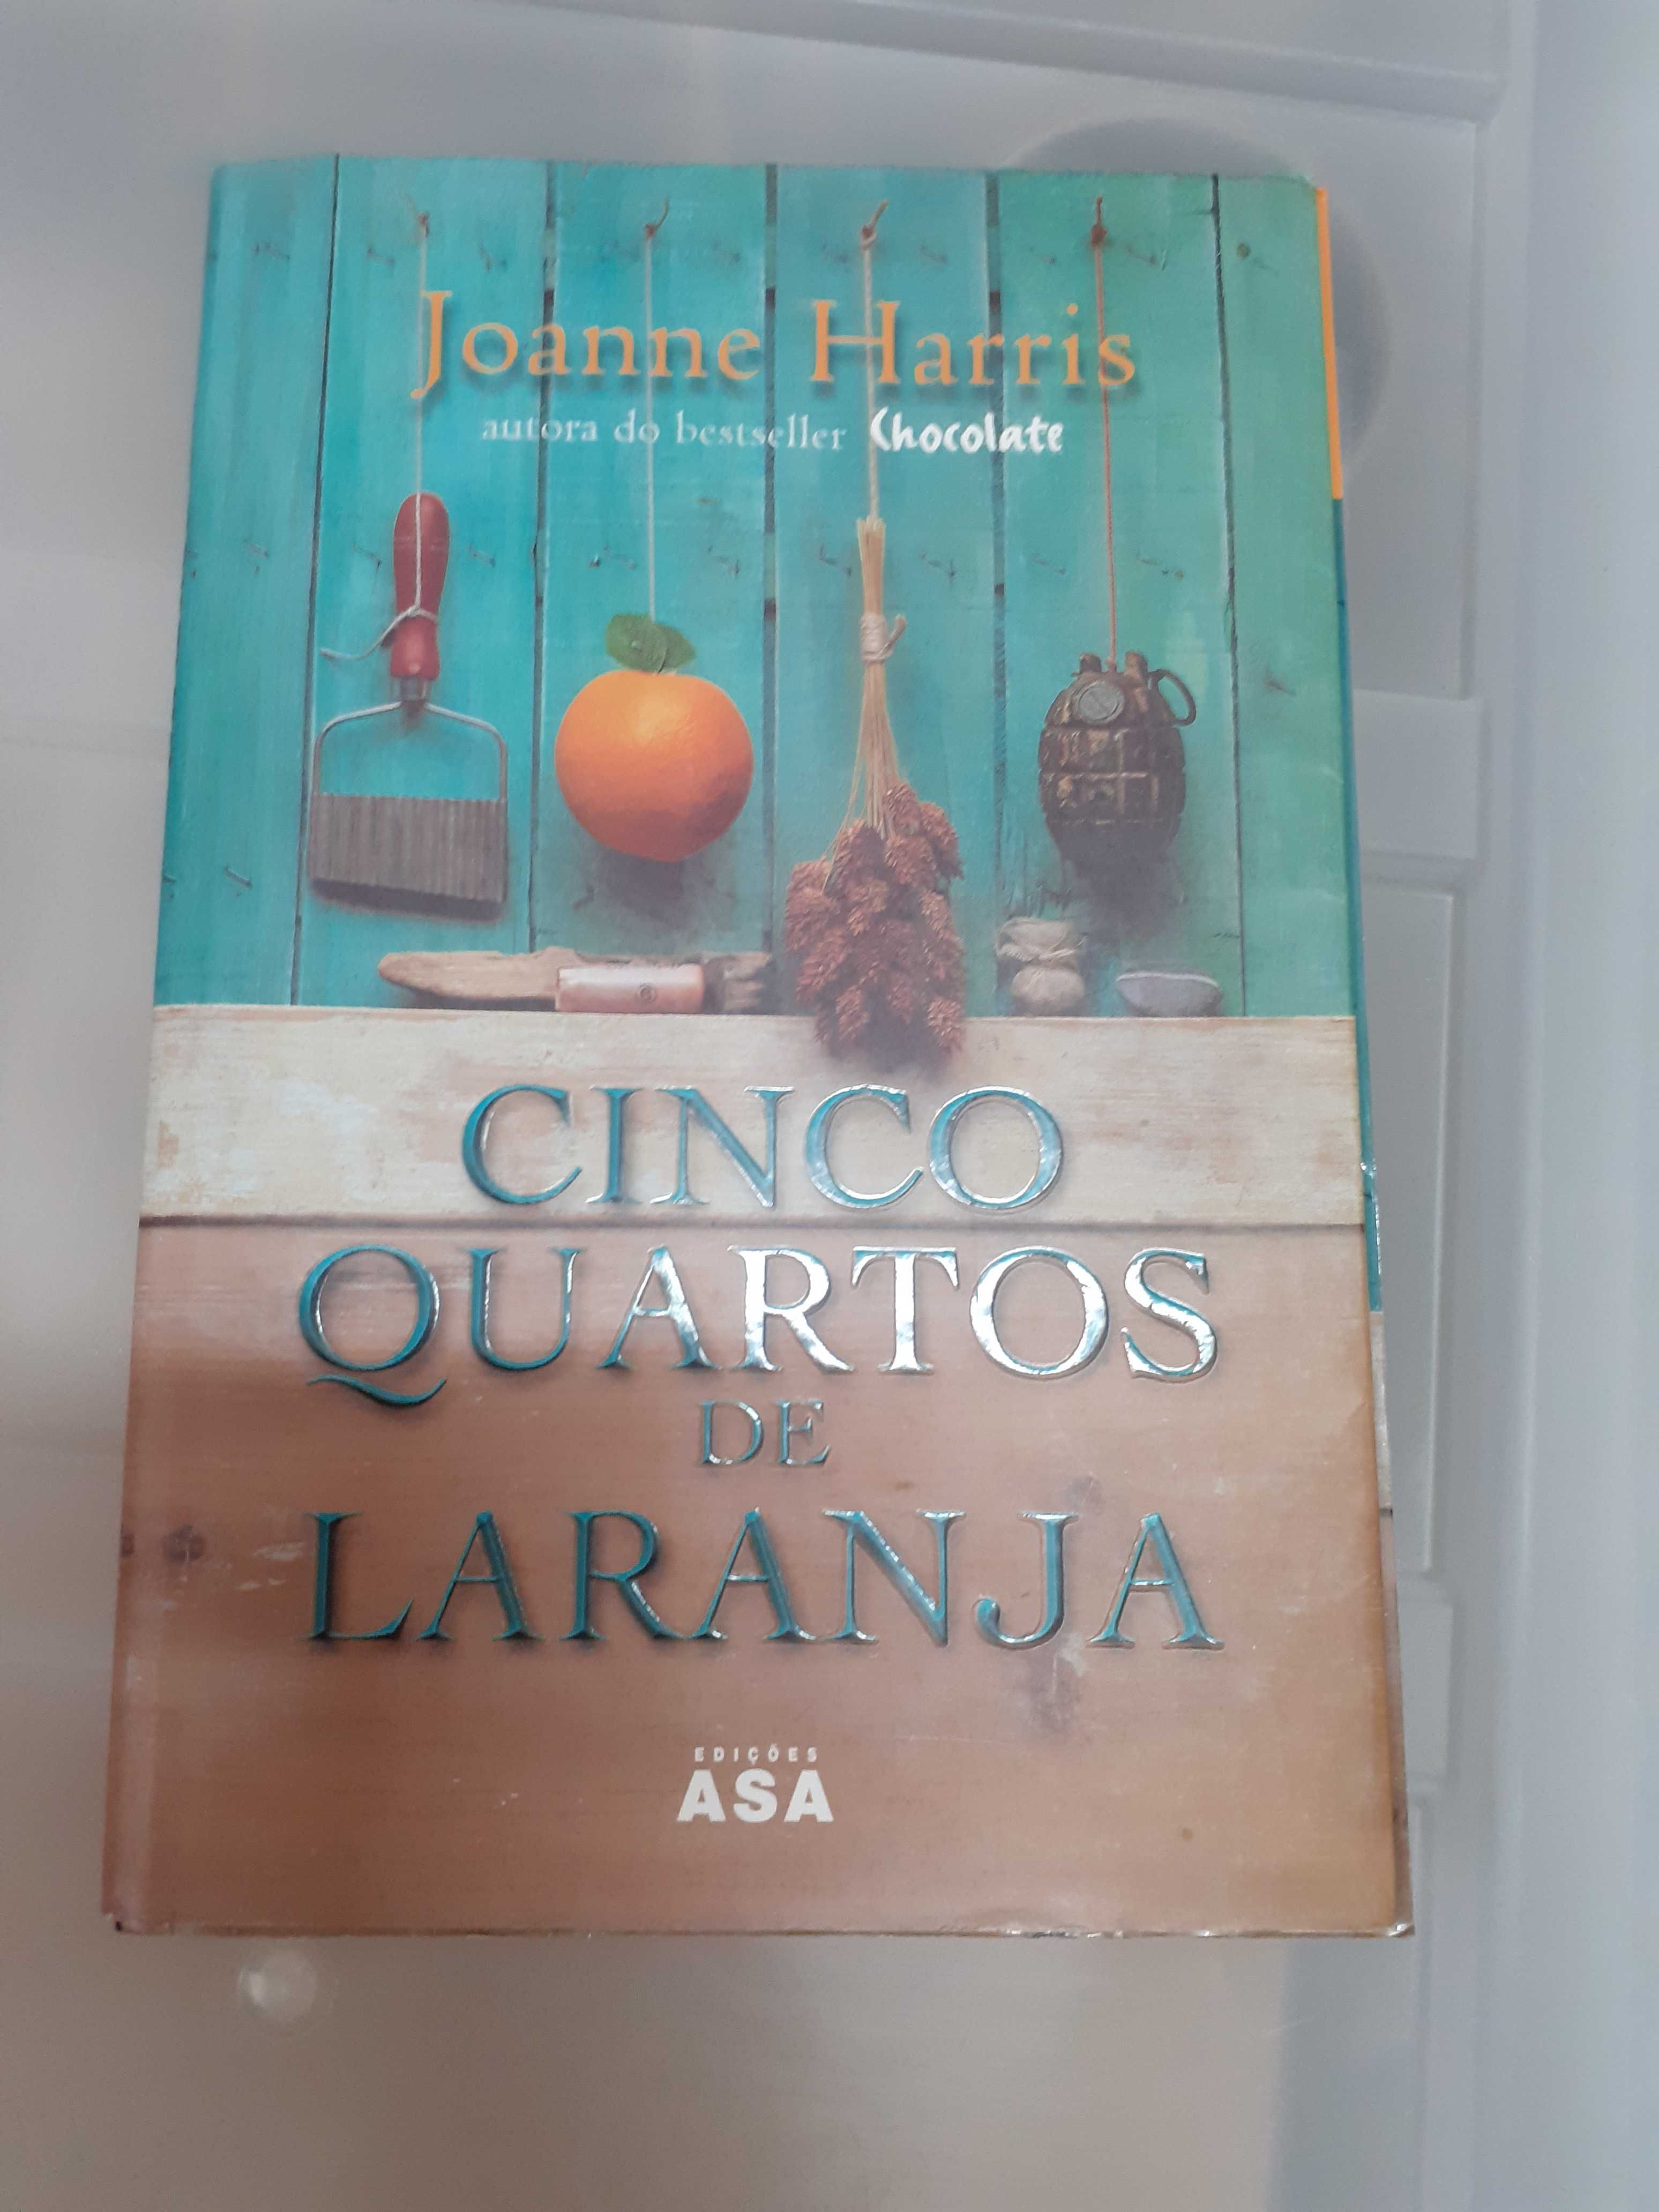 Joanne Harris
autora do bestseller Chocolate
CINCO
QUARTOS
DE
LARANJA
EDIÇÕES
ASA